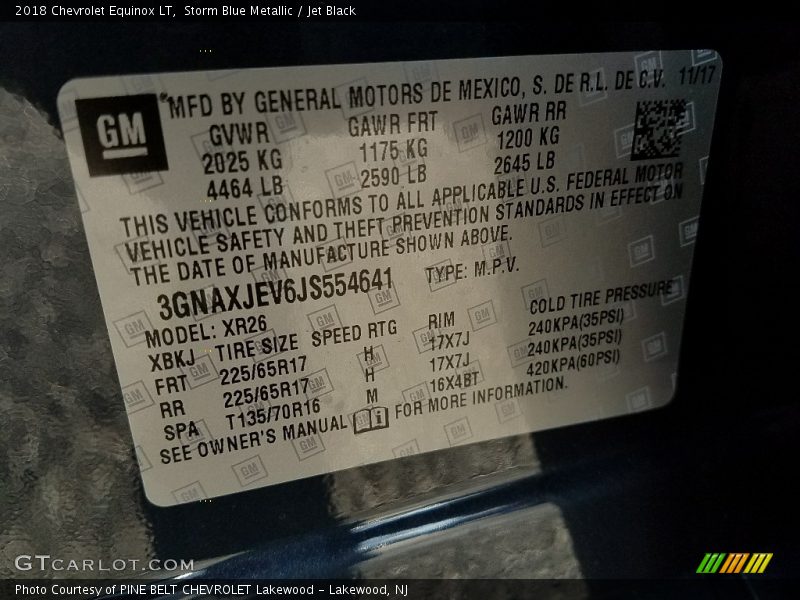 2018 Chevrolet Equinox LT, Storm Blue Metallic / Jet Black
GM
MFD BY GENERAL MOTORS DE MEXICO, S. DE R.L. DE C.V. 11/17
GVWR GAWR FRT GAWR RR
2025 KG 1175 KG 1200 KG
4464 LB 2590 LB 2645 LB
THIS VEHICLE CONFORMS TO ALL APPLICABLE U.S. FEDERAL MOTOR
VEHICLE SAFETY AND THEFT PREVENTION STANDARDS IN EFFECT ON
THE DATE OF MANUFACTURE SHOWN ABOVE.
3GNAXJEV6JS554641 TYPE: M.P.V.
MODEL: XR26
XBKJ TIRE SIZE SPEED RTG RIM COLD TIRE PRESSURE
FRT 225/65R17 H 17X7J 240KPA(35PSI)
RR 225/65R17 H 17X7J 240KPA(35PSI)
SPA T135/70R16 M 16X4BT 420KPA(60PSI)
SEE OWNER'S MANUAL FOR MORE INFORMATION.
GTCARLOT.COM
Photo Courtesy of PINE BELT CHEVROLET Lakewood - Lakewood, NJ